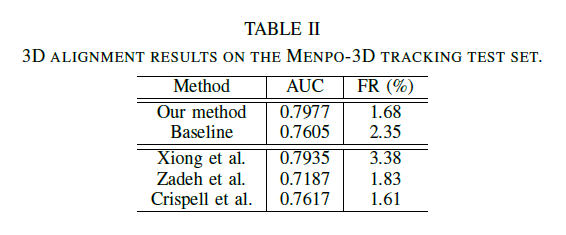 TABLE II
3D ALIGNMENT RESULTS ON THE MENPO-3D TRACKING TEST SET.
Method AUC FR (%)
Our method 0.7977 1.68
Baseline 0.7605 2.35
Xiong et al. 0.7935 3.38
Zadeh et al. 0.7187 1.83
Crispell et al. 0.7617 1.61